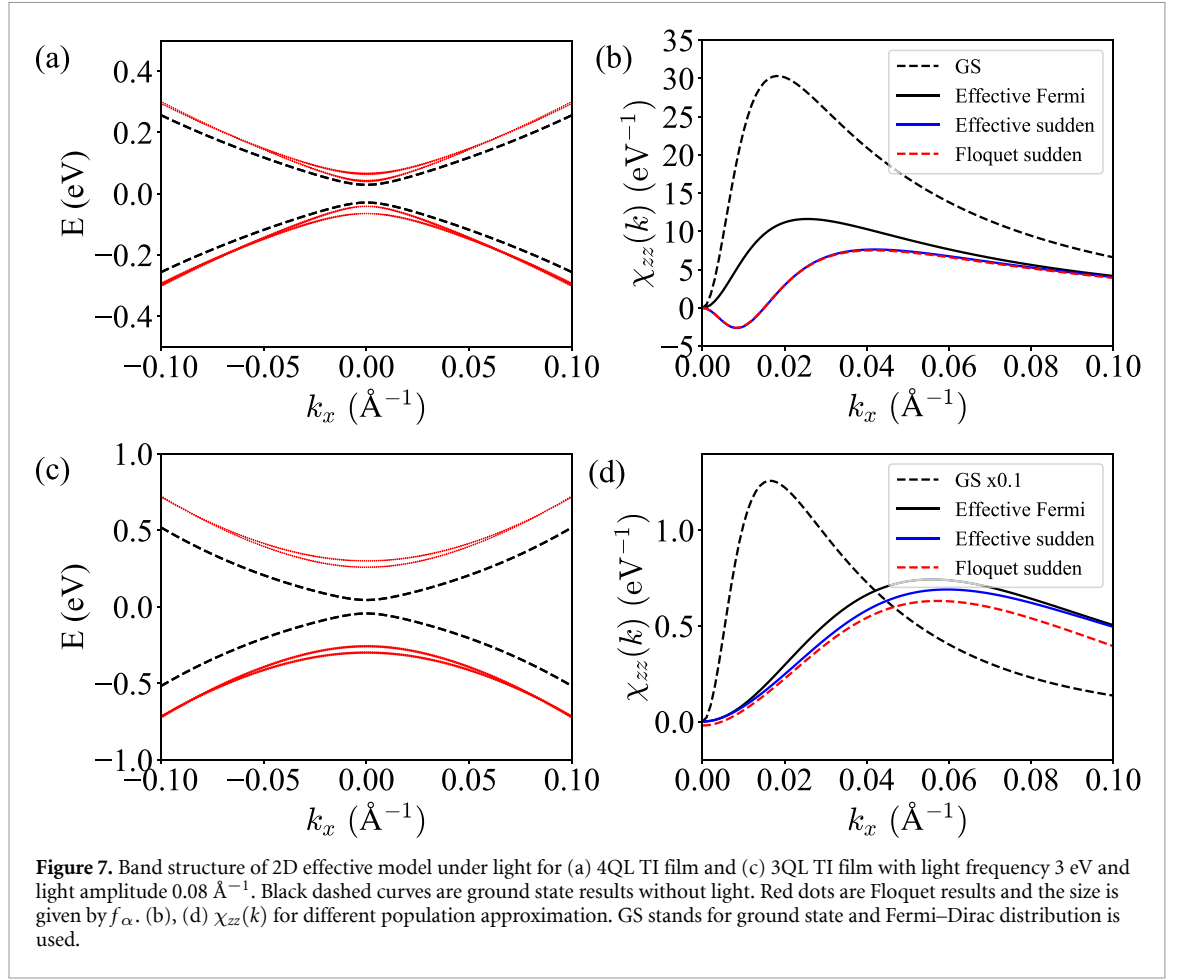 (a)
0.4
0.2
0.0
−0.2
−0.4
E (eV)
−0.10
−0.05
0.00
0.05
0.10
kₓ (Å⁻¹)
(b)
35
30
25
20
15
10
5
0
−5
χ_zz(k) (eV⁻¹)
GS
Effective Fermi
Effective sudden
Floquet sudden
0.00
0.02
0.04
0.06
0.08
0.10
kₓ (Å⁻¹)
(c)
1.0
0.5
0.0
−0.5
−1.0
E (eV)
−0.10
−0.05
0.00
0.05
0.10
kₓ (Å⁻¹)
(d)
1.0
0.5
0.0
χ_zz(k) (eV⁻¹)
GS x0.1
Effective Fermi
Effective sudden
Floquet sudden
0.00
0.02
0.04
0.06
0.08
0.10
kₓ (Å⁻¹)
Figure 7. Band structure of 2D effective model under light for (a) 4QL TI film and (c) 3QL TI film with light frequency 3 eV and
light amplitude 0.08 Å⁻¹. Black dashed curves are ground state results without light. Red dots are Floquet results and the size is
given by f_α. (b), (d) χ_zz(k) for different population approximation. GS stands for ground state and Fermi–Dirac distribution is
used.